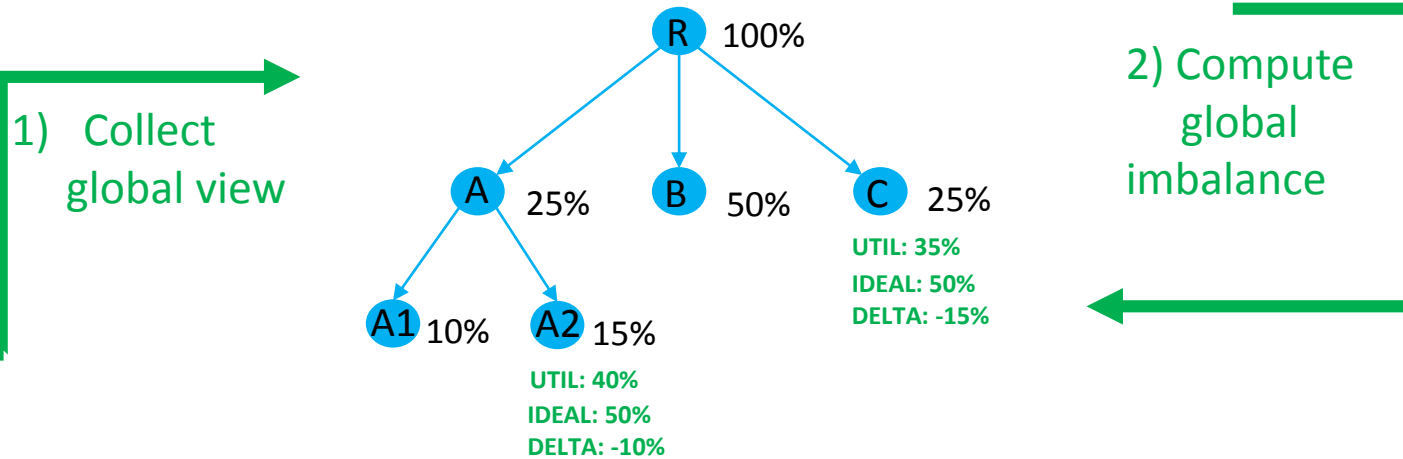 R 100%
1) Collect
global view
2) Compute
global
imbalance
A 25%
B 50%
C 25%
UTIL: 35%
IDEAL: 50%
DELTA: -15%
A1 10%
A2 15%
UTIL: 40%
IDEAL: 50%
DELTA: -10%